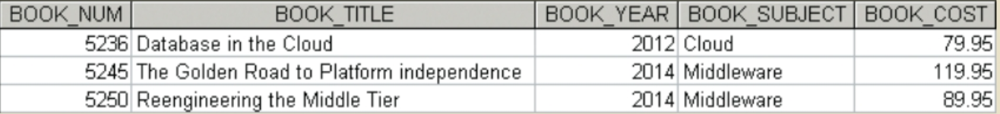 BOOK_NUM BOOK_TITLE BOOK_YEAR BOOK_SUBJECT BOOK_COST
5236 Database in the Cloud 2012 Cloud 79.95
5245 The Golden Road to Platform independence 2014 Middleware 119.95
5250 Reengineering the Middle Tier 2014 Middleware 89.95